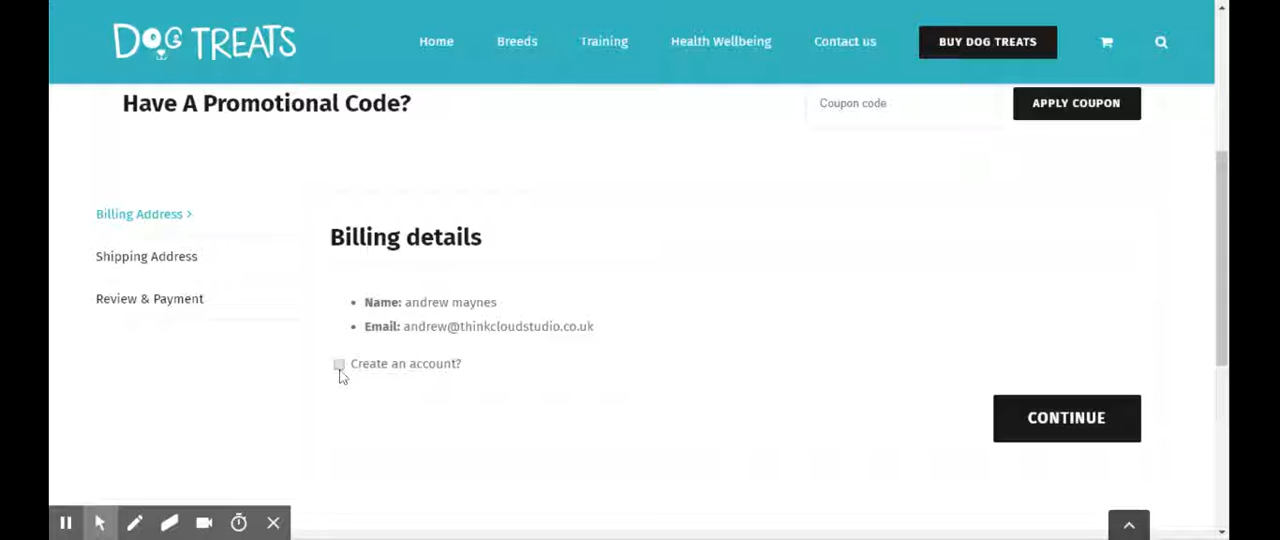 DOG TREATS
Home Breeds Training Health Wellbeing Contact us BUY DOG TREATS
Have A Promotional Code?
Coupon code APPLY COUPON
Billing Address >
Shipping Address
Review & Payment
Billing details
• Name: andrew maynes
• Email: andrew@thinkcloudstudio.co.uk
Create an account?
CONTINUE